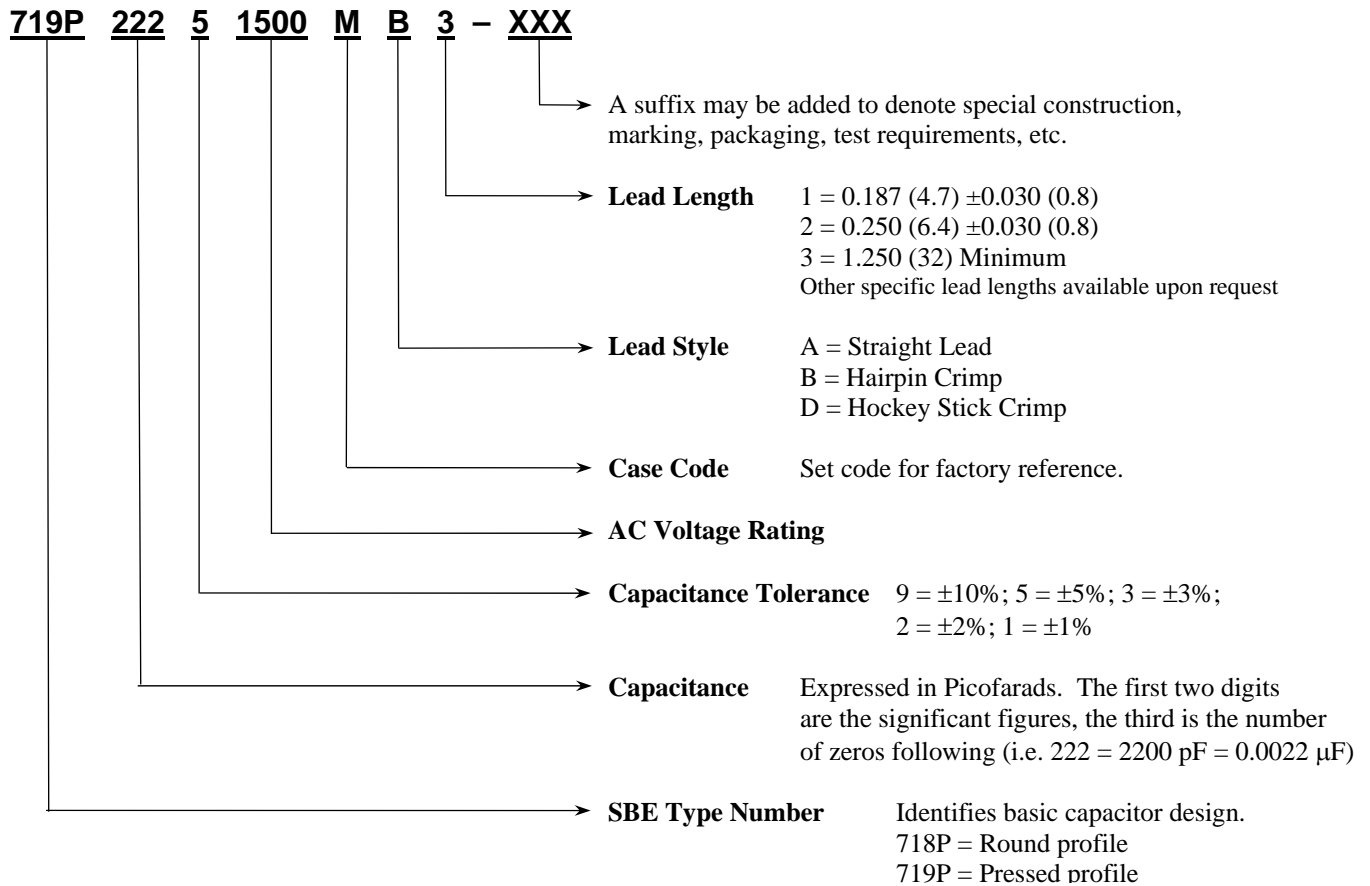 719P 222 5 1500 M B 3 – XXX
A suffix may be added to denote special construction,
marking, packaging, test requirements, etc.
Lead Length 1 = 0.187 (4.7) ±0.030 (0.8)
2 = 0.250 (6.4) ±0.030 (0.8)
3 = 1.250 (32) Minimum
Other specific lead lengths available upon request
Lead Style A = Straight Lead
B = Hairpin Crimp
D = Hockey Stick Crimp
Case Code Set code for factory reference.
AC Voltage Rating
Capacitance Tolerance 9 = ±10%; 5 = ±5%; 3 = ±3%;
2 = ±2%; 1 = ±1%
Capacitance Expressed in Picofarads. The first two digits
are the significant figures, the third is the number
of zeros following (i.e. 222 = 2200 pF = 0.0022 μF)
SBE Type Number Identifies basic capacitor design.
718P = Round profile
719P = Pressed profile